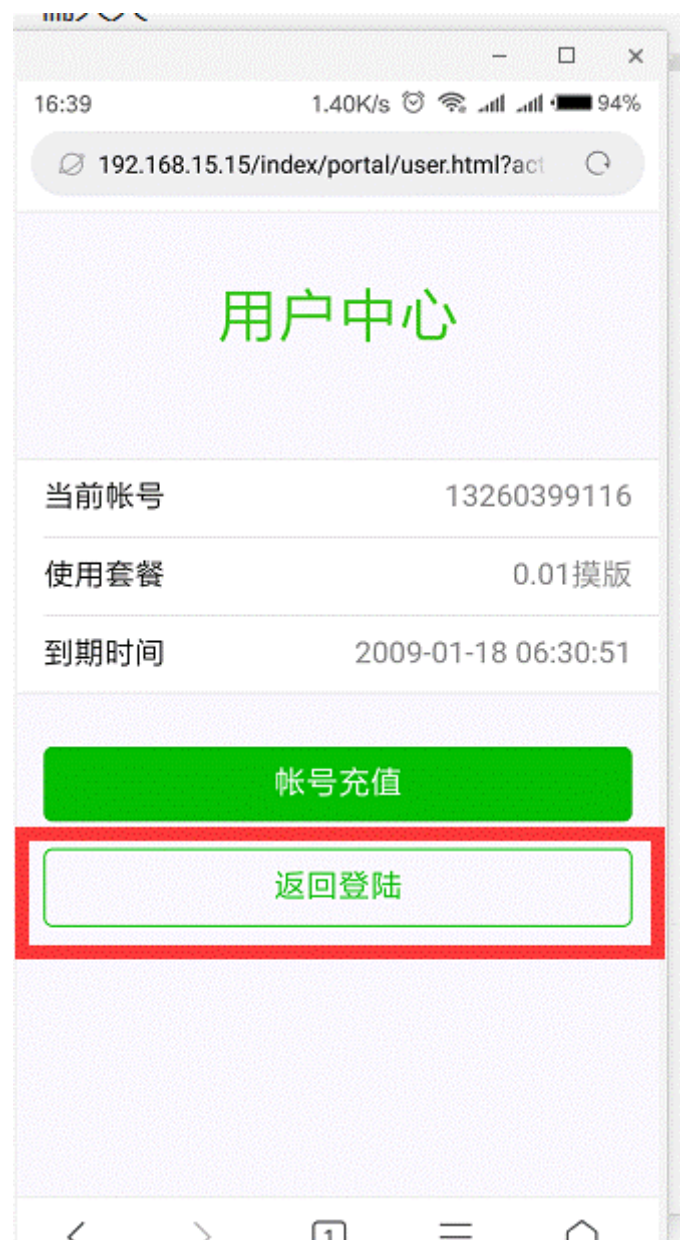 16:39 1.40K/s 94%
192.168.15.15/index/portal/user.html?act
用户中心
当前帐号 13260399116
使用套餐 0.01摸版
到期时间 2009-01-18 06:30:51
帐号充值
返回登陆
1